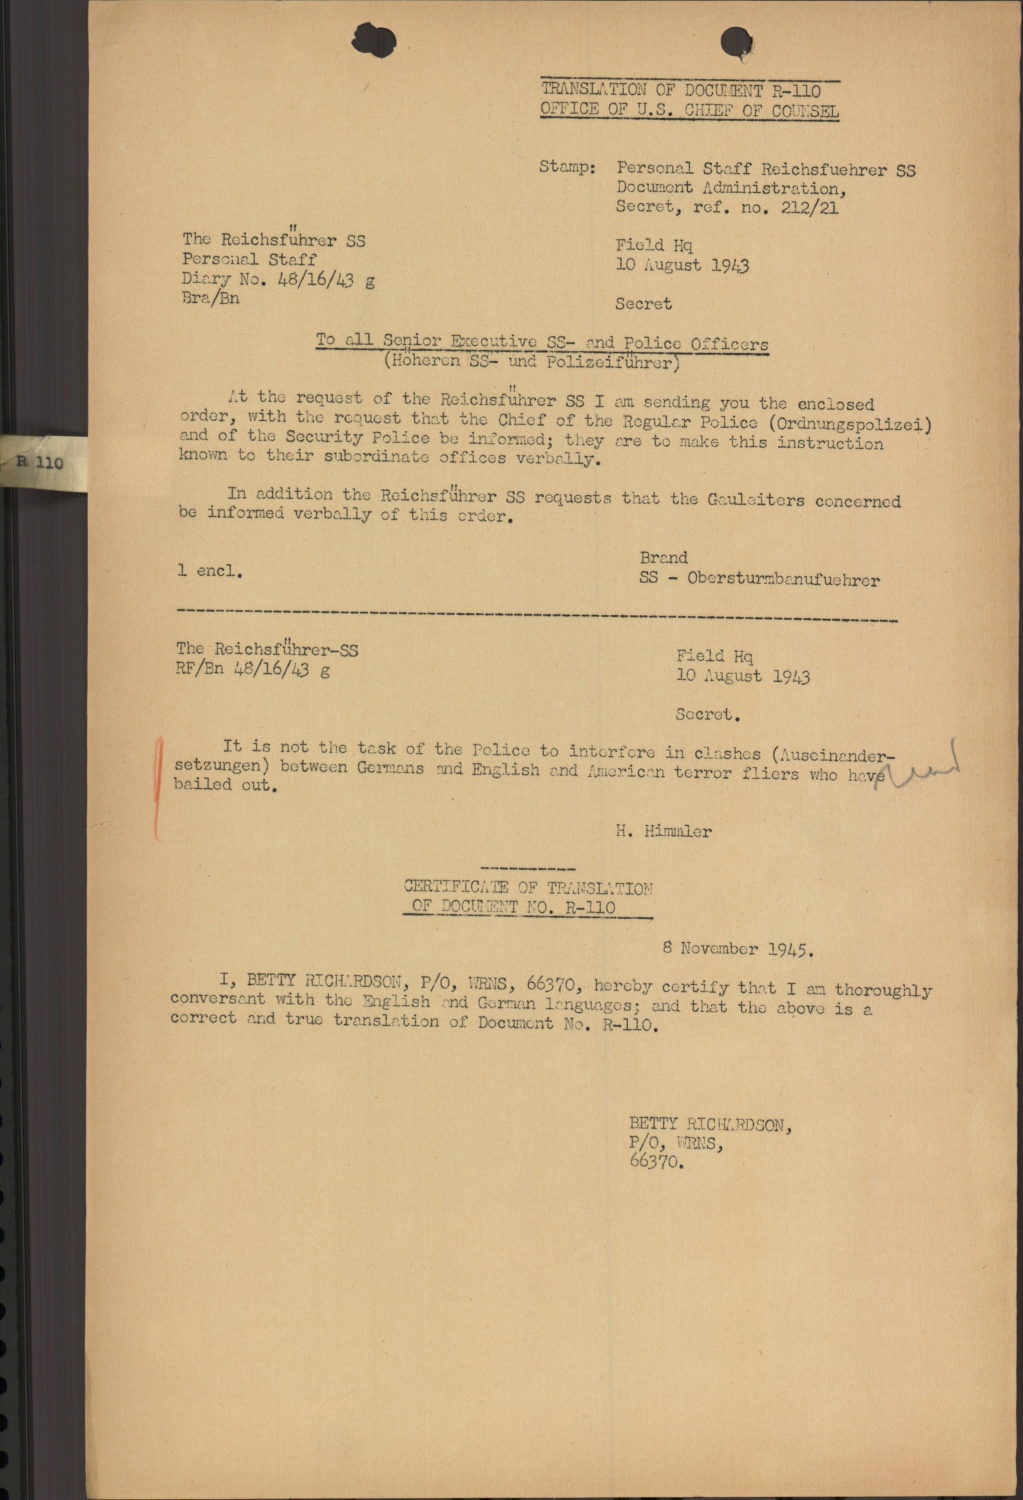 TRANSLATION OF DOCUMENT R-110
OFFICE OF U.S. CHIEF OF COUNSEL
Stamp: Personal Staff Reichsfuehrer SS
Document Administration,
Secret, ref. no. 212/21
The Reichsführer SS
Personal Staff
Diary No. 48/16/43 g
Bra/Bn
Field Hq
10 August 1943
Secret
To all Senior Executive SS- and Police Officers
(Höheren SS- und Polizeiführer)
At the request of the Reichsführer SS I am sending you the enclosed
order, with the request that the Chief of the Regular Police (Ordnungspolizei)
and of the Security Police be informed; they are to make this instruction
known to their subordinate offices verbally.
In addition the Reichsführer SS requests that the Gauleiters concerned
be informed verbally of this order.
1 encl.
Brand
SS - Obersturmbanufuehrer
R 110
The Reichsführer-SS
RF/Bn 48/16/43 g
Field Hq
10 August 1943
Secret.
It is not the task of the Police to interfere in clashes (Auseinander-
setzungen) between Germans and English and American terror fliers who have
bailed out.
H. Himmler
CERTIFICATE OF TRANSLATION
OF DOCUMENT NO. R-110
8 November 1945.
I, BETTY RICHARDSON, P/O, WRNS, 66370, hereby certify that I am thoroughly
conversant with the English and German languages; and that the above is a
correct and true translation of Document No. R-110.
BETTY RICHARDSON,
P/O, WRNS,
66370.